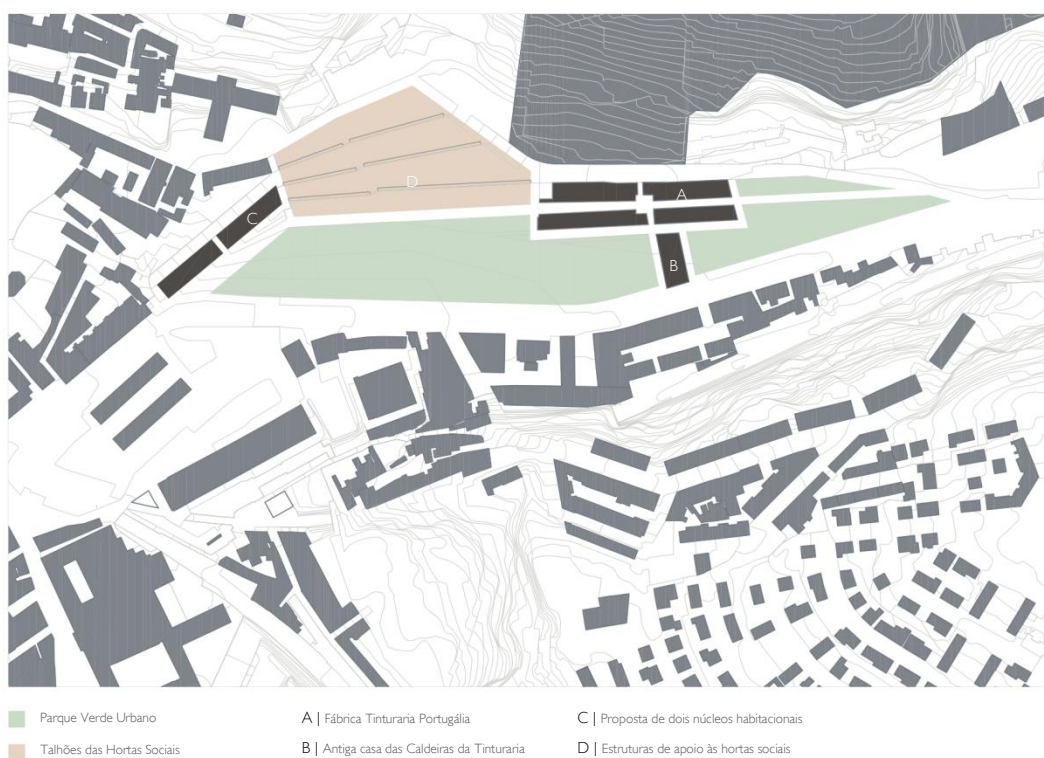 A
D
C
B
Parque Verde Urbano
A | Fábrica Tinturaria Portugália
C | Proposta de dois núcleos habitacionais
Talhões das Hortas Sociais
B | Antiga casa das Caldeiras da Tinturaria
D | Estruturas de apoio às hortas sociais